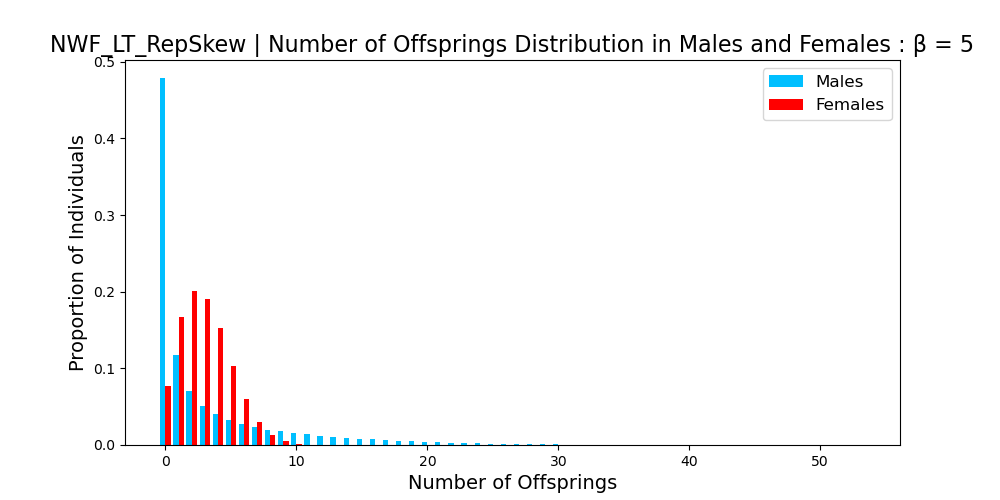 NWF_LT_RepSkew | Number of Offsprings Distribution in Males and Females : β = 5
Males
Females
Proportion of Individuals
0.5
0.4
0.3
0.2
0.1
0.0
0 10 20 30 40 50
Number of Offsprings